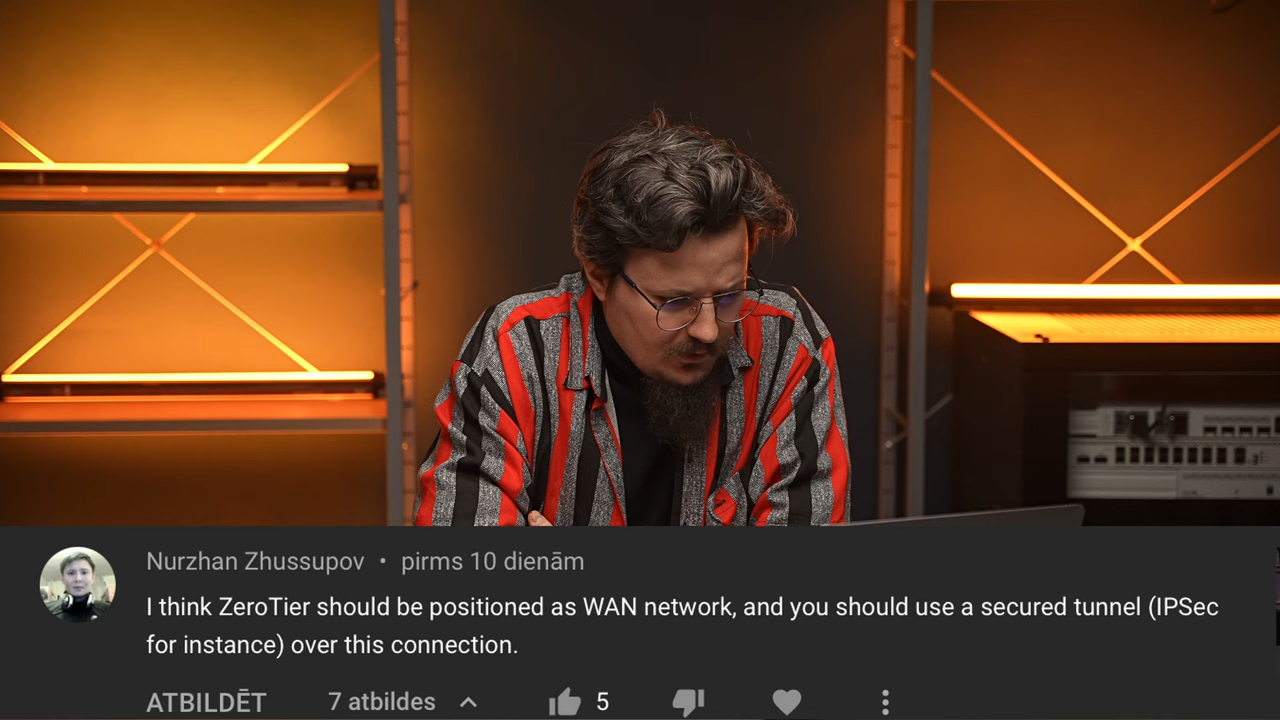 Nurzhan Zhussupov • pirms 10 dienām
I think ZeroTier should be positioned as WAN network, and you should use a secured tunnel (IPSec
for instance) over this connection.
ATBILDĒT 7 atbildes 5